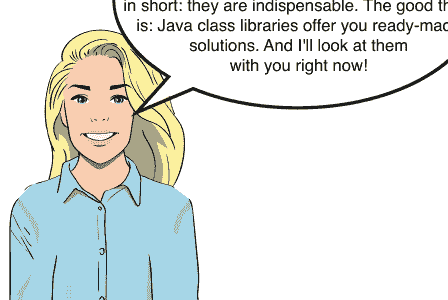 in short: they are indispensable. The good
is: Java class libraries offer you
solutions. And I'll look at them
with you right now!